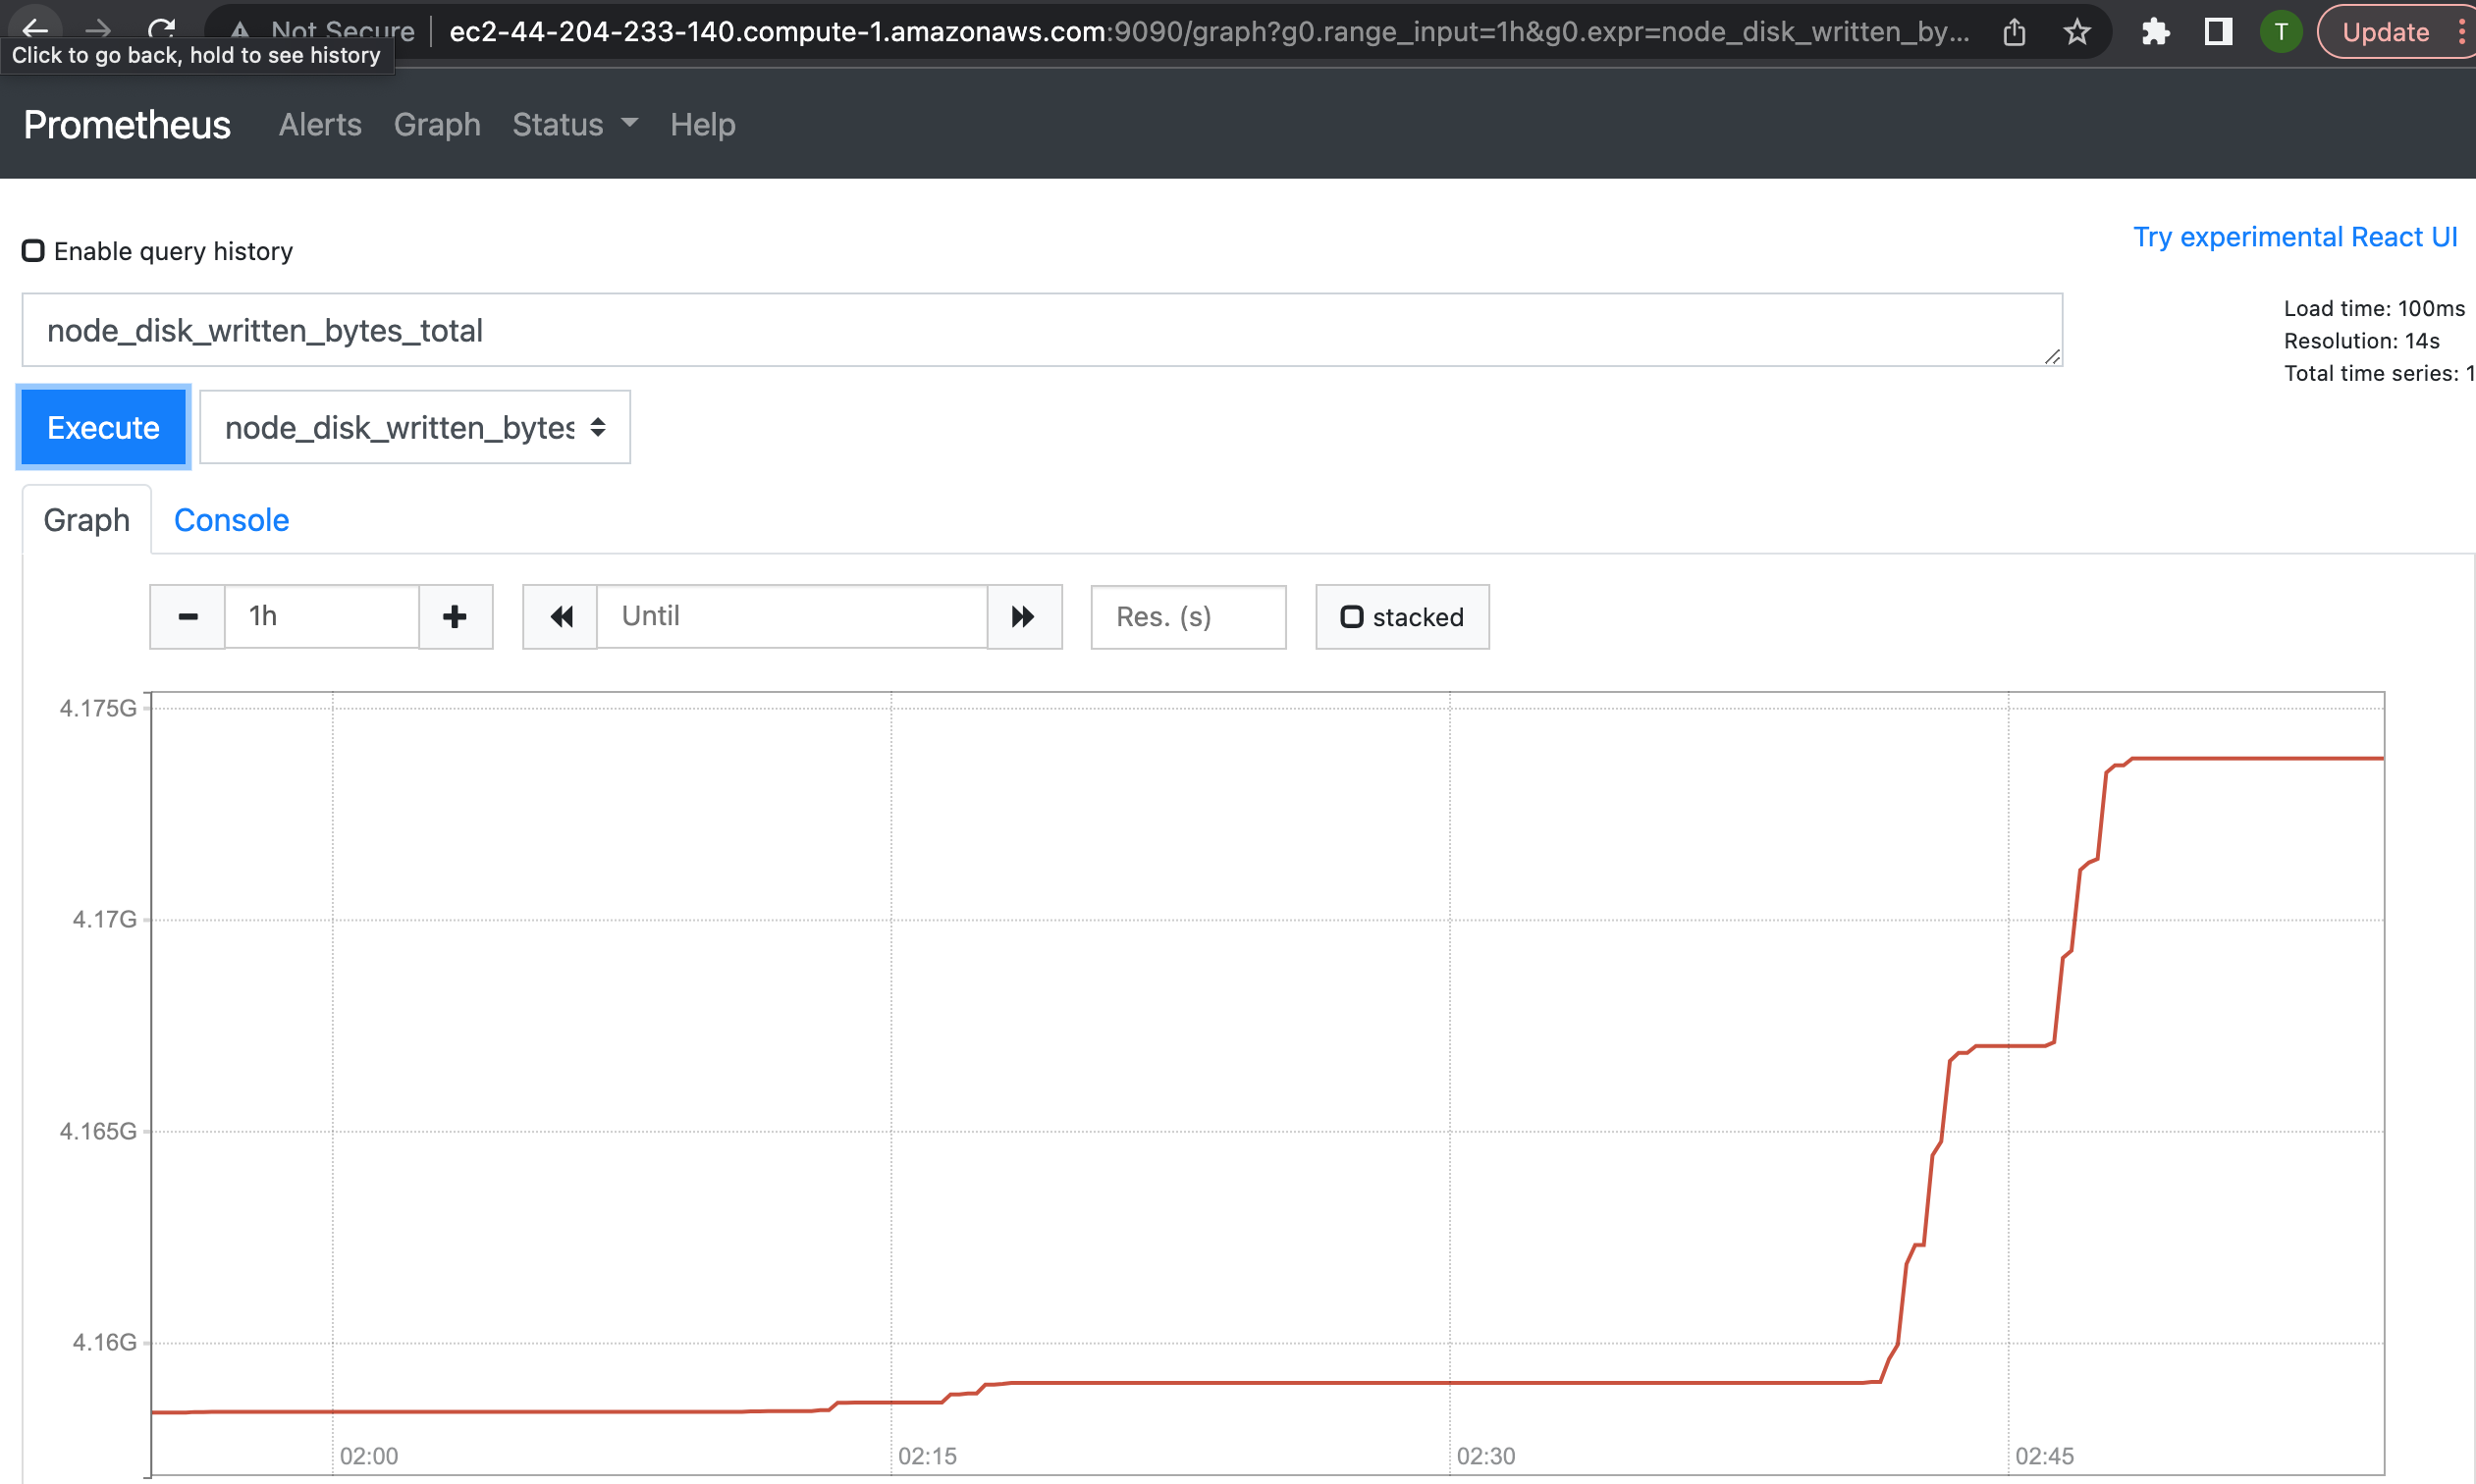 Not Secure ec2-44-204-233-140.compute-1.amazonaws.com:9090/graph?g0.range_input=1h&g0.expr=node_disk_written_by... T Update
Click to go back, hold to see history
Prometheus Alerts Graph Status Help
Try experimental React UI
Enable query history
node_disk_written_bytes_total
Load time: 100ms
Resolution: 14s
Total time series: 1
Execute node_disk_written_bytes
Graph Console
1h Until Res. (s) stacked
4.175G
4.17G
4.165G
4.16G
02:00 02:15 02:30 02:45